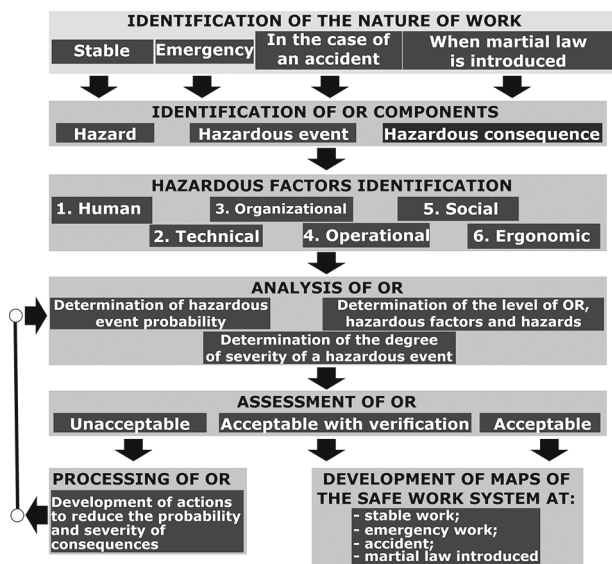 IDENTIFICATION OF THE NATURE OF WORK
Stable
Emergency
In the case of
an accident
When martial law
is introduced
IDENTIFICATION OF OR COMPONENTS
Hazard
Hazardous event
Hazardous consequence
HAZARDOUS FACTORS IDENTIFICATION
1. Human
3. Organizational
5. Social
2. Technical
4. Operational
6. Ergonomic
ANALYSIS OF OR
Determination of hazardous
event probability
Determination of the level of OR,
hazardous factors and hazards
Determination of the degree
of severity of a hazardous event
ASSESSMENT OF OR
Unacceptable
Acceptable with verification
Acceptable
PROCESSING OF OR
Development of actions
to reduce the probability
and severity of
consequences
DEVELOPMENT OF MAPS OF
THE SAFE WORK SYSTEM AT:
- stable work;
- emergency work;
- accident;
- martial law introduced